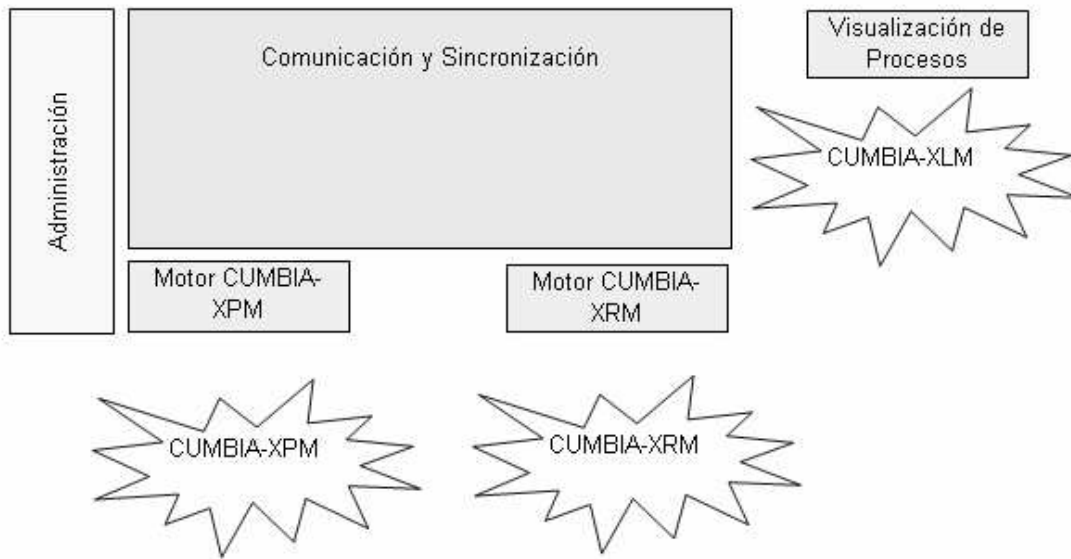 Administración
Comunicación y Sincronización
Visualización de
Procesos
CUMBIA-XLM
Motor CUMBIA-
XPM
Motor CUMBIA-
XRM
CUMBIA-XPM
CUMBIA-XRM